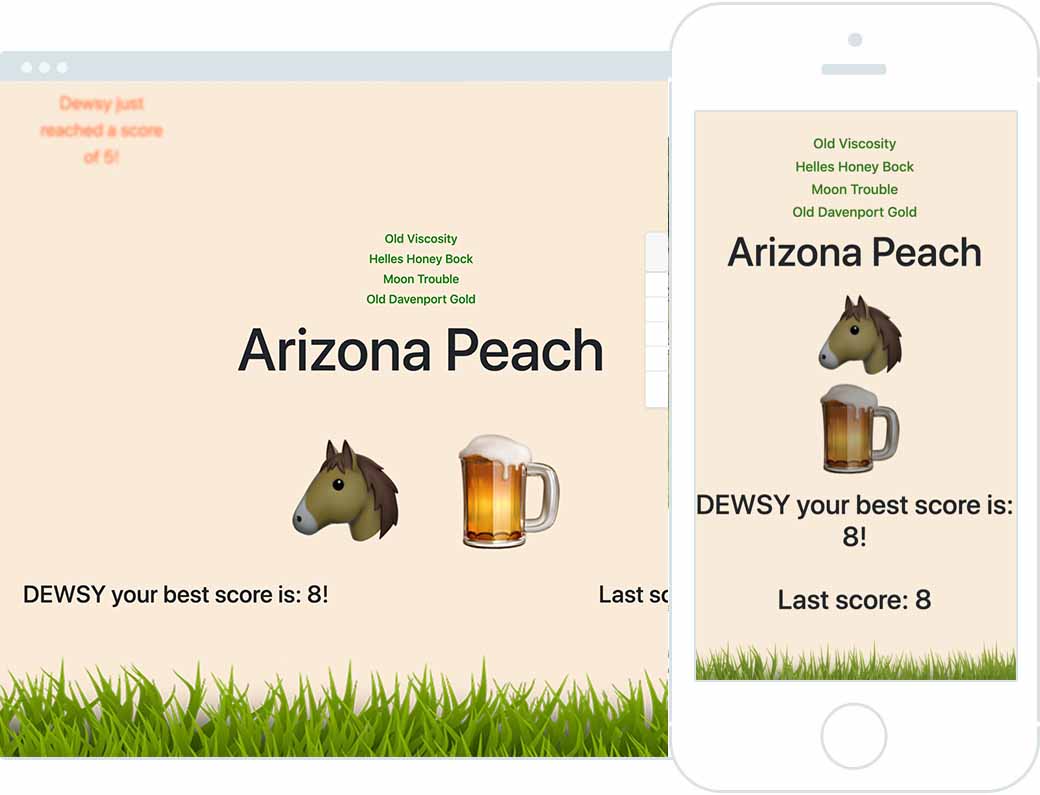 Dewsy just
reached a score
of 5!
Old Viscosity
Helles Honey Bock
Moon Trouble
Old Davenport Gold
Arizona Peach
DEWSY your best score is: 8!
Last sc
Old Viscosity
Helles Honey Bock
Moon Trouble
Old Davenport Gold
Arizona Peach
DEWSY your best score is:
8!
Last score: 8